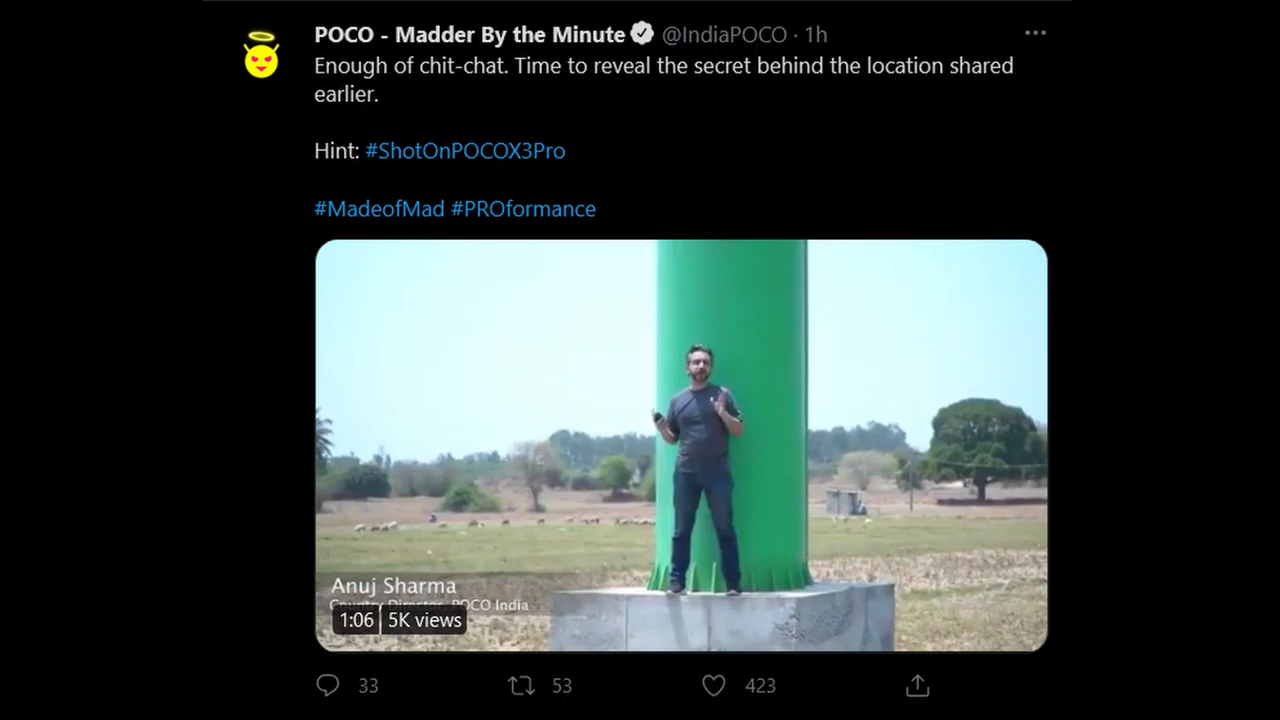 POCO - Madder By the Minute @IndiaPOCO · 1h
Enough of chit-chat. Time to reveal the secret behind the location shared
earlier.
Hint: #ShotOnPOCOX3Pro
#MadeofMad #PROformance
Anuj Sharma
Country Director, POCO India
1:06 5K views
33 53 423